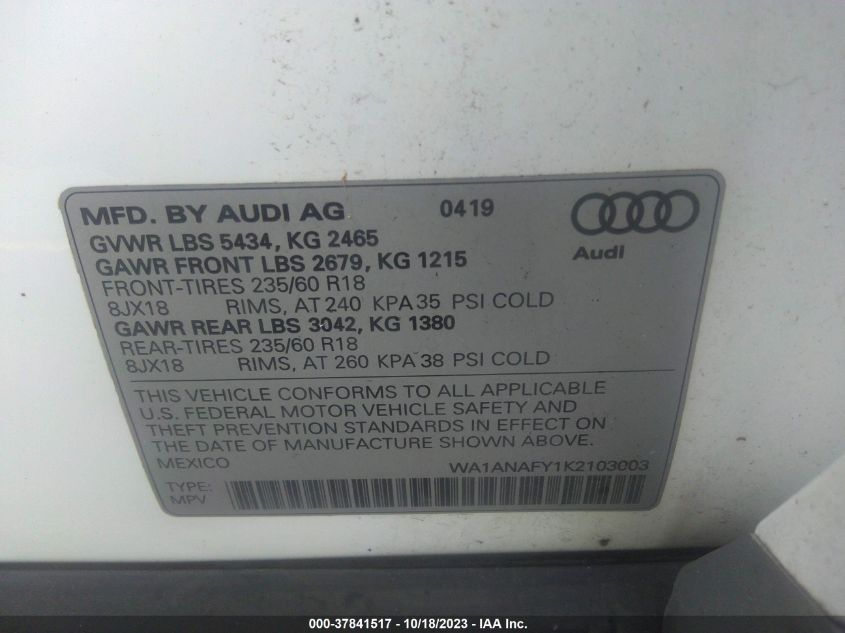 MFD. BY AUDI AG 0419
GVWR LBS 5434, KG 2465
GAWR FRONT LBS 2679, KG 1215
Audi
FRONT-TIRES 235/60 R18
8JX18 RIMS, AT 240 KPA 35 PSI COLD
GAWR REAR LBS 3042, KG 1380
REAR-TIRES 235/60 R18
8JX18 RIMS, AT 260 KPA 38 PSI COLD
THIS VEHICLE CONFORMS TO ALL APPLICABLE
U.S. FEDERAL MOTOR VEHICLE SAFETY AND
THEFT PREVENTION STANDARDS IN EFFECT ON
THE DATE OF MANUFACTURE SHOWN ABOVE.
MEXICO WA1ANAFY1K2103003
TYPE:
MPV
000-37841517 - 10/18/2023 - IAA Inc.